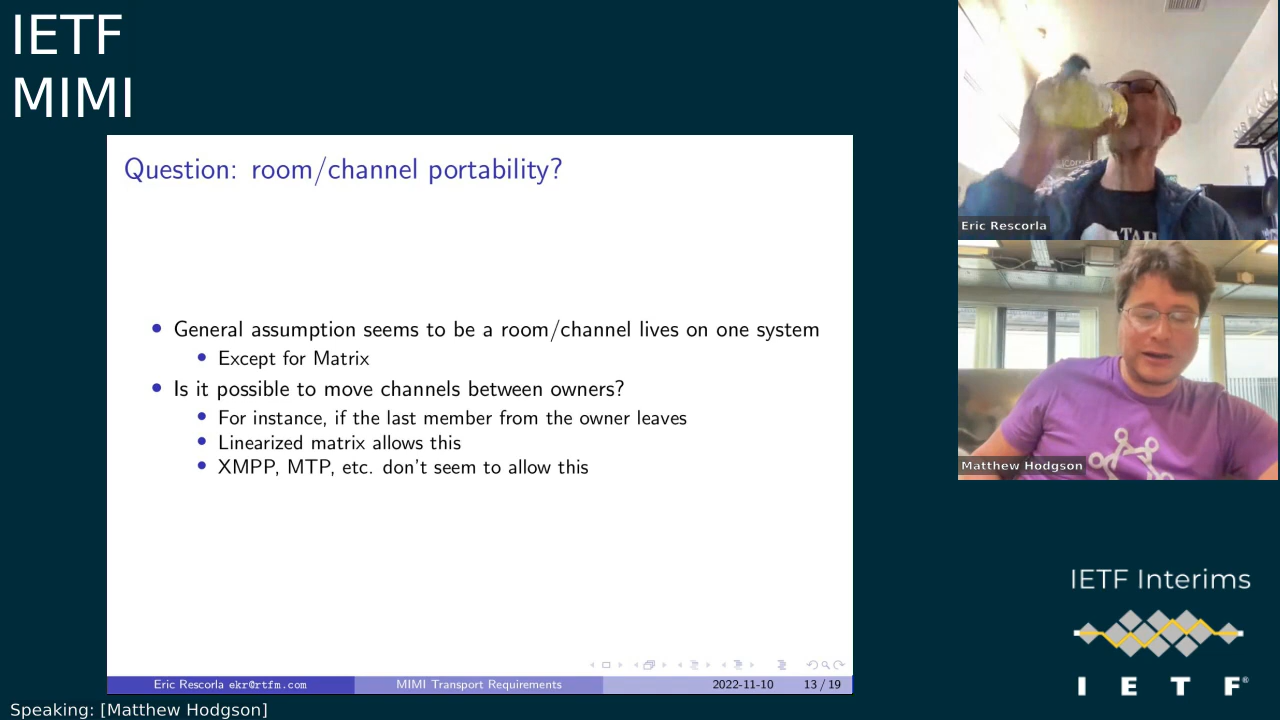 IETF
MIMI
Question: room/channel portability?
General assumption seems to be a room/channel lives on one system
Except for Matrix
Is it possible to move channels between owners?
For instance, if the last member from the owner leaves
Linearized matrix allows this
XMPP, MTP, etc. don't seem to allow this
Eric Rescorla ekr@rtfm.com
MIMI Transport Requirements
2022-11-10
13 / 19
Eric Rescorla
Matthew Hodgson
IETF Interims
I E T F®
Speaking: [Matthew Hodgson]